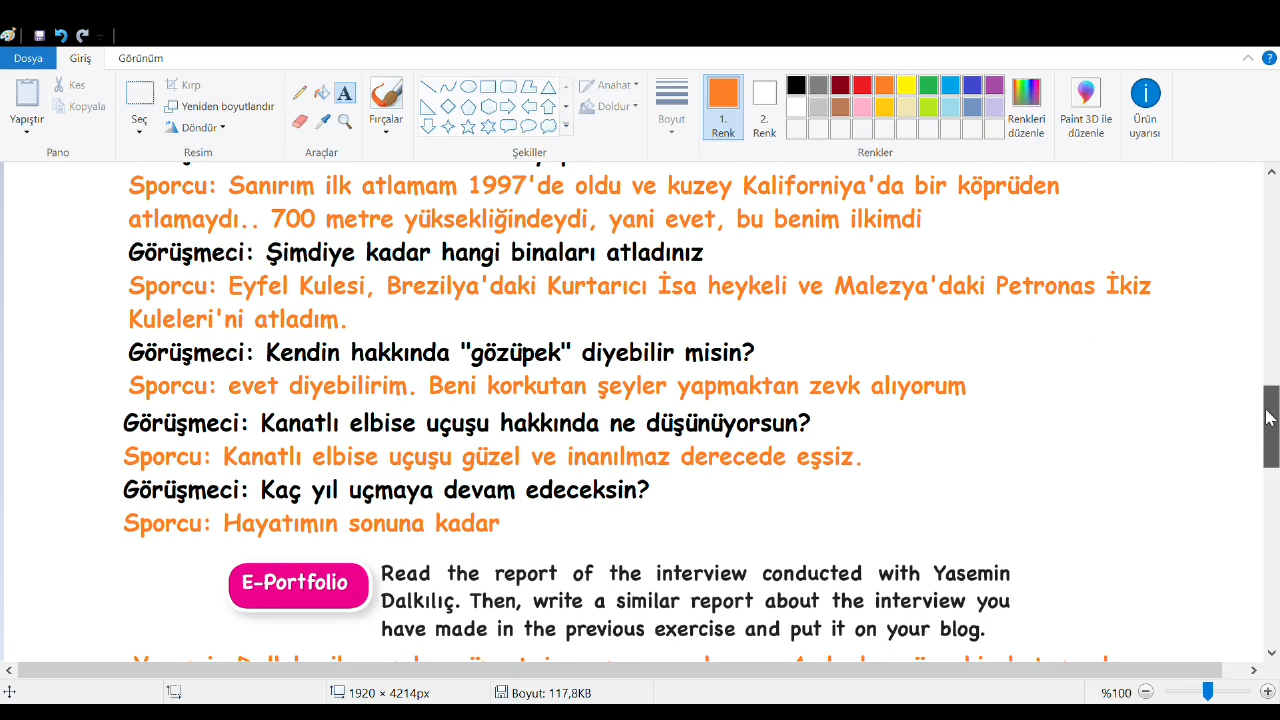 Dosya Giriş Görünüm
Kes
Kopyala
Yapıştır
Pano
Seç
Kırp
Yeniden boyutlandır
Döndür
Resim
A
Araçlar
Fırçalar
Anahat
Doldur
Şekiller
Boyut
1. Renk
2. Renk
Renkleri düzenle
Renkler
Paint 3D ile düzenle
Ürün uyarısı
Sporcu: Sanırım ilk atlamam 1997'de oldu ve kuzey Kaliforniya'da bir köprüden
atlamaydı.. 700 metre yüksekliğindeydi, yani evet, bu benim ilkimdi
Görüşmeci: Şimdiye kadar hangi binaları atladınız
Sporcu: Eyfel Kulesi, Brezilya'daki Kurtarıcı İsa heykeli ve Malezya'daki Petronas İkiz
Kuleleri'ni atladım.
Görüşmeci: Kendin hakkında "gözüpek" diyebilir misin?
Sporcu: evet diyebilirim. Beni korkutan şeyler yapmaktan zevk alıyorum
Görüşmeci: Kanatlı elbise uçuşu hakkında ne düşünüyorsun?
Sporcu: Kanatlı elbise uçuşu güzel ve inanılmaz derecede eşsiz.
Görüşmeci: Kaç yıl uçmaya devam edeceksin?
Sporcu: Hayatımın sonuna kadar
E-Portfolio
Read the report of the interview conducted with Yasemin
Dalkılıç. Then, write a similar report about the interview you
have made in the previous exercise and put it on your blog.
1920 × 4214px
Boyut: 117,8KB
%100